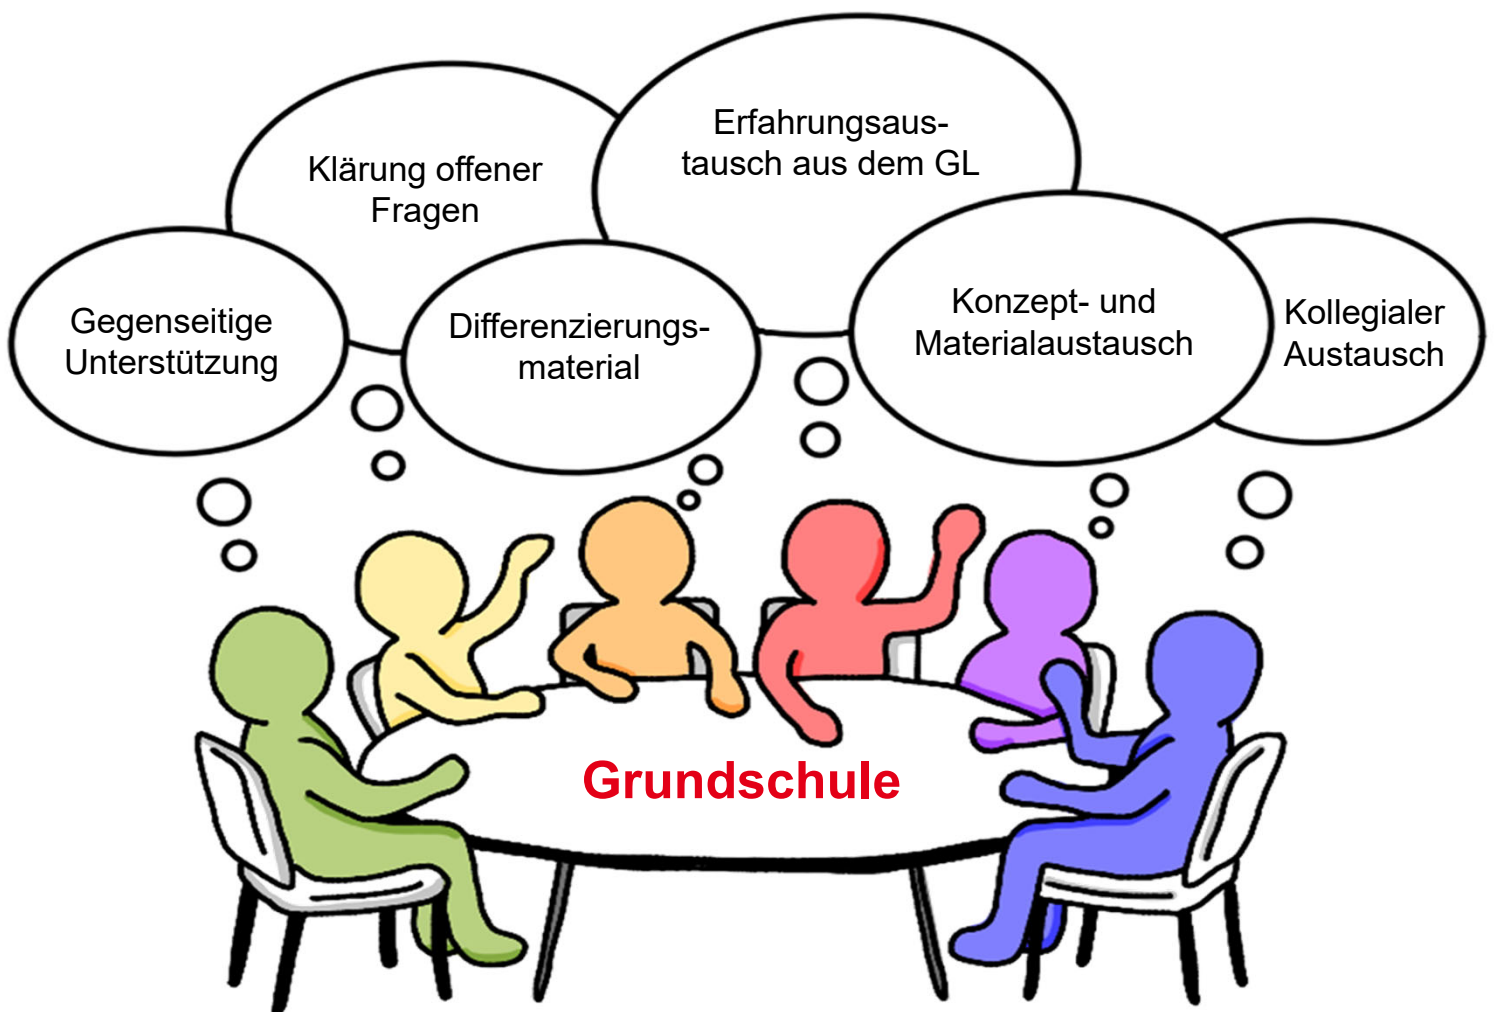 Erfahrungsaus-
tausch aus dem GL
Klärung offener
Fragen
Gegenseitige
Unterstützung
Differenzierungs-
material
Konzept- und
Materialaustausch
Kollegialer
Austausch
Grundschule